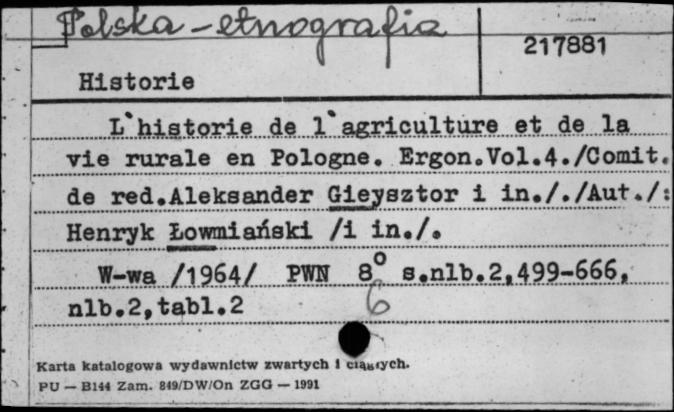 Polska - etnografia
217881
Historie
L`historie de l`agriculture et de la
vie rurale en Pologne. Ergon.Vol.4./Comit.
de red.Aleksander Gieysztor i in././Aut./:
Henryk Łowmiański /i in./.
W-wa /1964/ PWN 8° s.nlb.2,499-666,
nlb.2,tabl.2 6
Karta katalogowa wydawnictw zwartych i ciągłych.
PU — B144 Zam. 849/DW/On ZGG — 1991